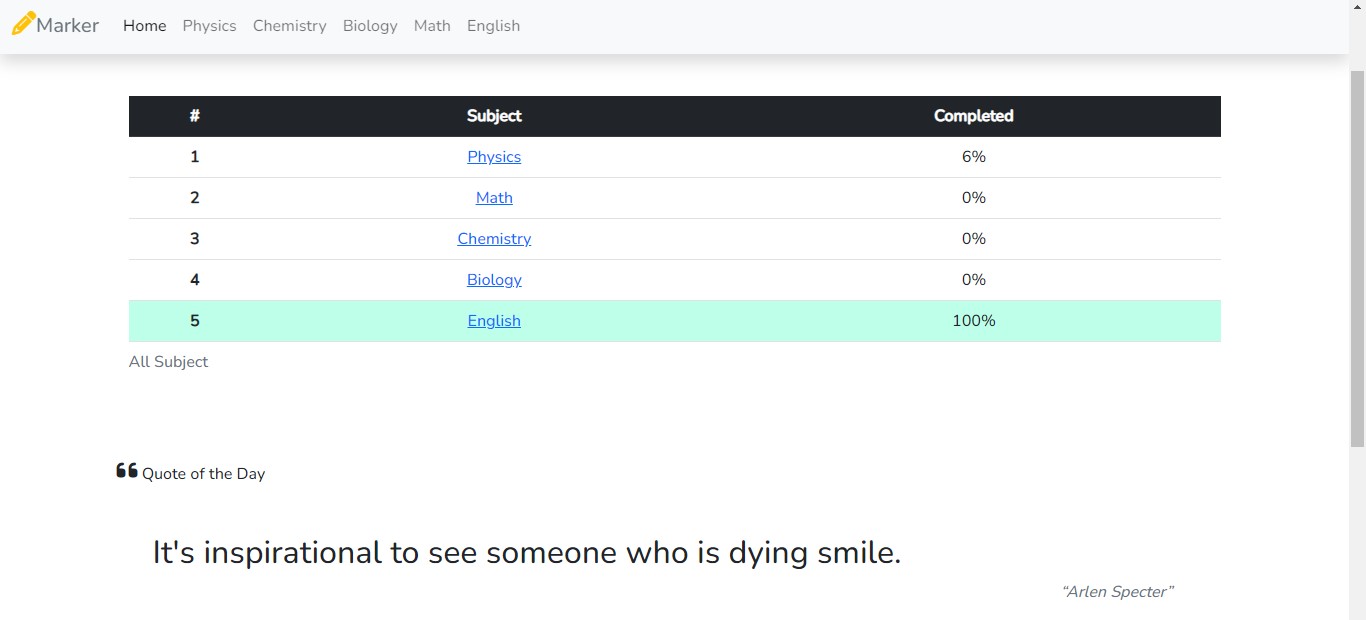 Marker Home Physics Chemistry Biology Math English
# Subject Completed
1 Physics 6%
2 Math 0%
3 Chemistry 0%
4 Biology 0%
5 English 100%
All Subject
Quote of the Day
It's inspirational to see someone who is dying smile.
“Arlen Specter”